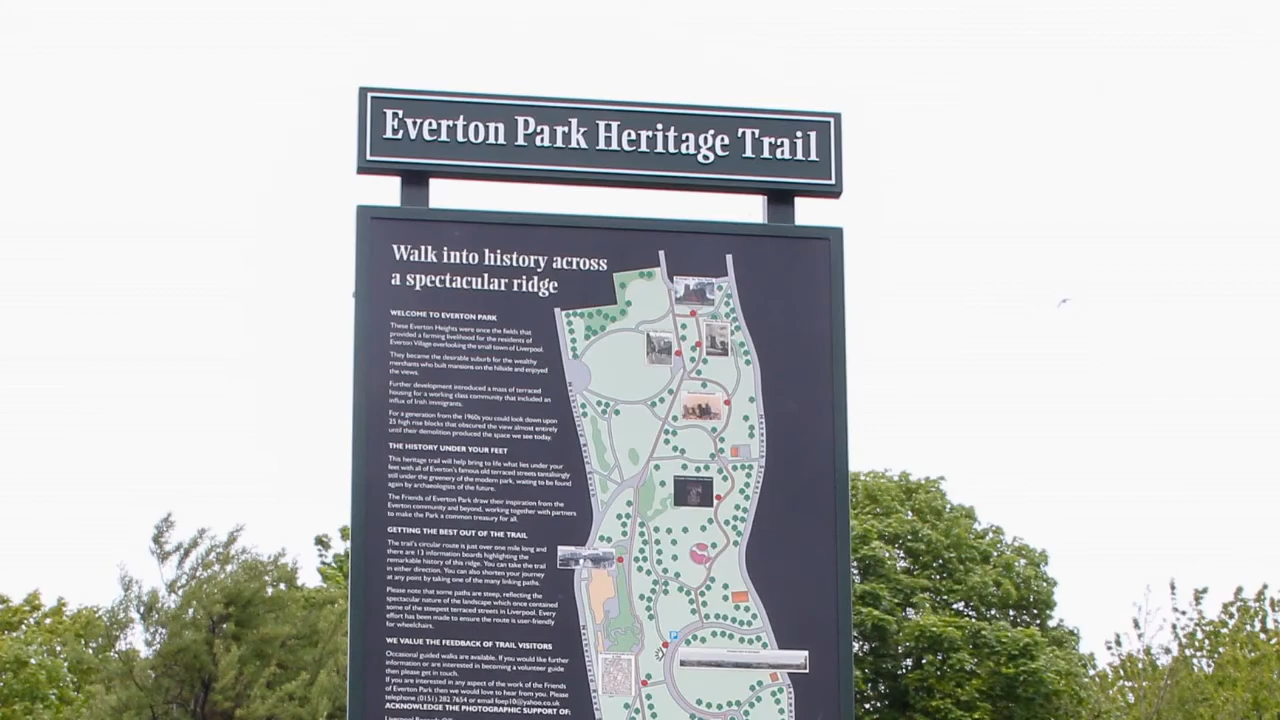 Everton Park Heritage Trail
Walk into history across
a spectacular ridge
WELCOME TO EVERTON PARK
These Everton Heights were once the fields that
provided a farming livelihood for the residents of
Everton Village overlooking the small town of Liverpool.
They became the desirable suburb for the wealthy
merchants who built mansions on the hillside and enjoyed
the views.
Further development introduced a mass of terraced
housing for a working class community that included an
influx of Irish immigrants.
For a generation from the 1960s you could look down upon
25 high rise blocks that obscured the view almost entirely
until their demolition produced the space we see today.
THE HISTORY UNDER YOUR FEET
This heritage trail will help bring to life what lies under your
feet with all of Everton's famous old terraced streets tantalisingly
still under the greenery of the modern park, waiting to be found
again by archaeologists of the future.
The Friends of Everton Park draw their inspiration from the
Everton community and beyond, working together with partners
to make the Park a common treasury for all.
GETTING THE BEST OUT OF THE TRAIL
The trail's circular route is just over one mile long and
there are 13 information boards highlighting the
remarkable history of this ridge. You can take the trail
in either direction. You can also shorten your journey
at any point by taking one of the many linking paths.
Please note that some paths are steep, reflecting the
spectacular nature of the landscape which once contained
some of the steepest terraced streets in Liverpool. Every
effort has been made to ensure the route is user-friendly
for wheelchairs.
WE VALUE THE FEEDBACK OF TRAIL VISITORS
Occasional guided walks are available. If you would like further
information or are interested in becoming a volunteer guide
then please get in touch.
If you are interested in any aspect of the work of the Friends
of Everton Park then we would love to hear from you. Please
telephone (0151) 282 7654 or email foep10@yahoo.co.uk
ACKNOWLEDGE THE PHOTOGRAPHIC SUPPORT OF:
P